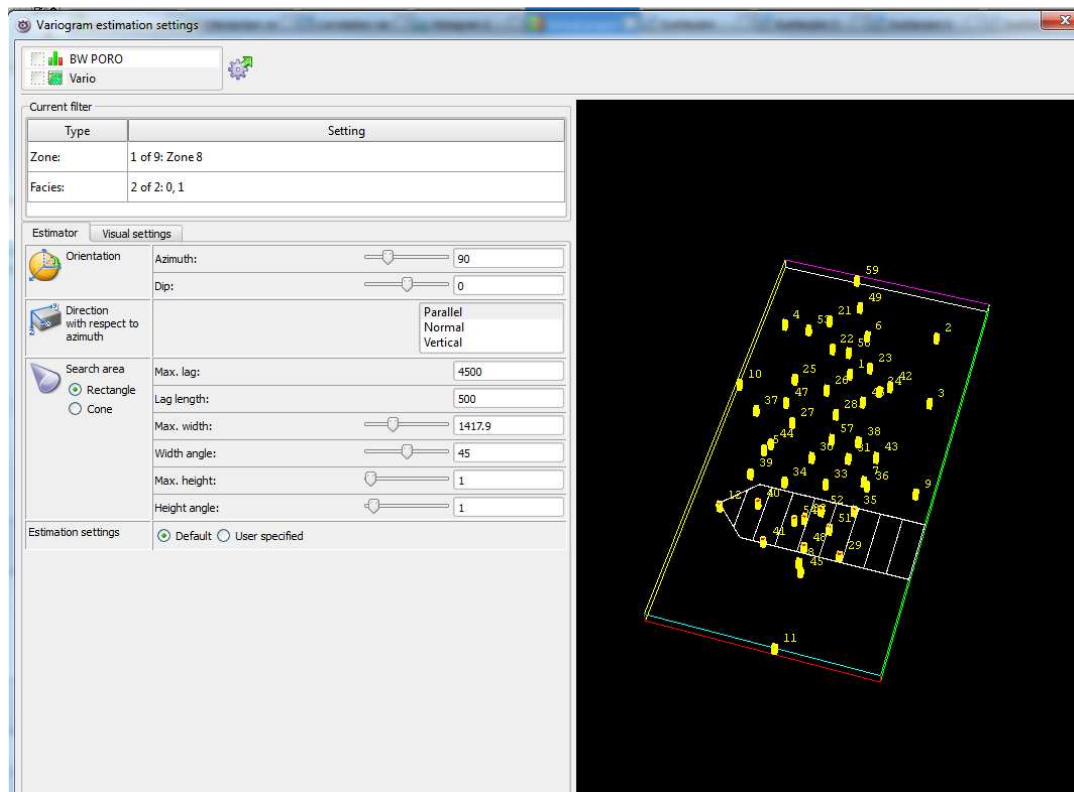 Variogram estimation settings
BW PORO
Vario
Current filter
Type Setting
Zone: 1 of 9: Zone 8
Facies: 2 of 2: 0, 1
Estimator Visual settings
Orientation
Azimuth: 90
Dip: 0
Direction
with respect to
azimuth
Parallel
Normal
Vertical
Search area
Rectangle
Cone
Max. lag: 4500
Lag length: 500
Max. width: 1417.9
Width angle: 45
Max. height: 1
Height angle: 1
Estimation settings Default User specified
59
49
21
4
53
6
2
22
56
23
1
42
25
26
10
3
47
37
28
27
57
38
44
5
30
31
43
39
34
33
7
36
9
12
40
52
35
51
41
48
29
8
45
11